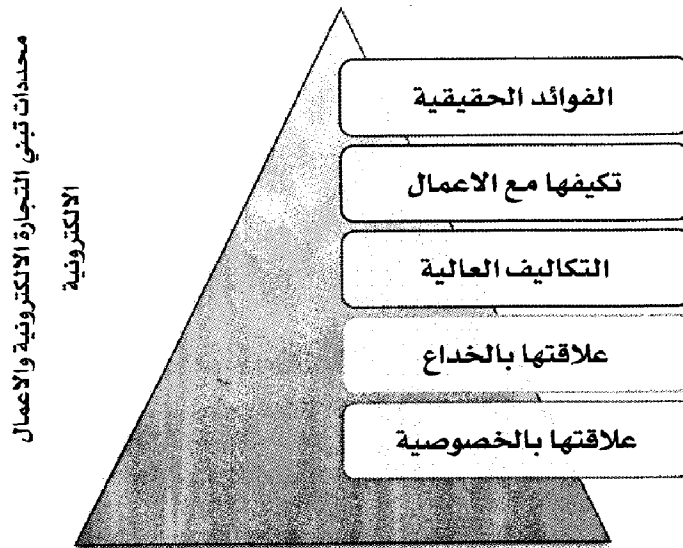 محددات تبني التجارة الالكترونية والاعمال
الالكترونية
الفوائد الحقيقية
تكيفها مع الاعمال
التكاليف العالية
علاقتها بالخداع
علاقتها بالخصوصية